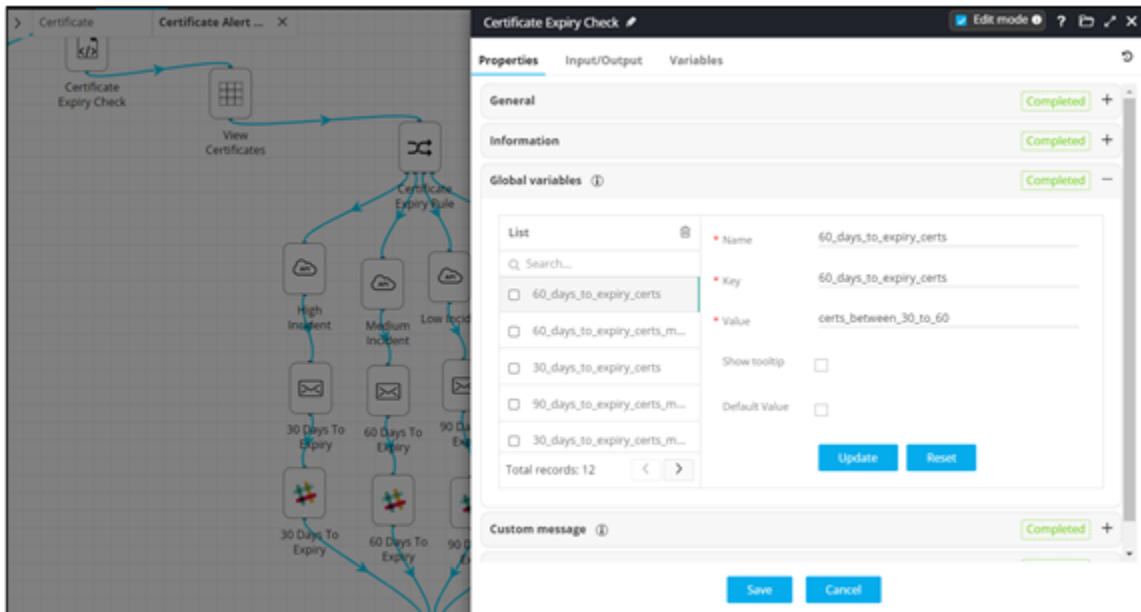 Certificate
Certificate Alert ...
Certificate Expiry Check
Edit mode
Properties
Input/Output
Variables
General
Completed
Information
Completed
Global variables
Completed
List
Search...
60_days_to_expiry_certs
60_days_to_expiry_certs_m...
30_days_to_expiry_certs
90_days_to_expiry_certs_m...
30_days_to_expiry_certs_m...
Total records: 12
* Name
60_days_to_expiry_certs
* Key
60_days_to_expiry_certs
* Value
certs_between_30_to_60
Show tooltip
Default Value
Update
Reset
Custom message
Completed
Save
Cancel
Certificate
Expiry Check
View
Certificates
Certificate
Expiry Rule
High
Incident
Medium
Incident
Low Incid
30 Days To
Expiry
60 Days To
Expiry
90 Da
Ex
30 Days To
Expiry
60 Days To
Expiry
90 D